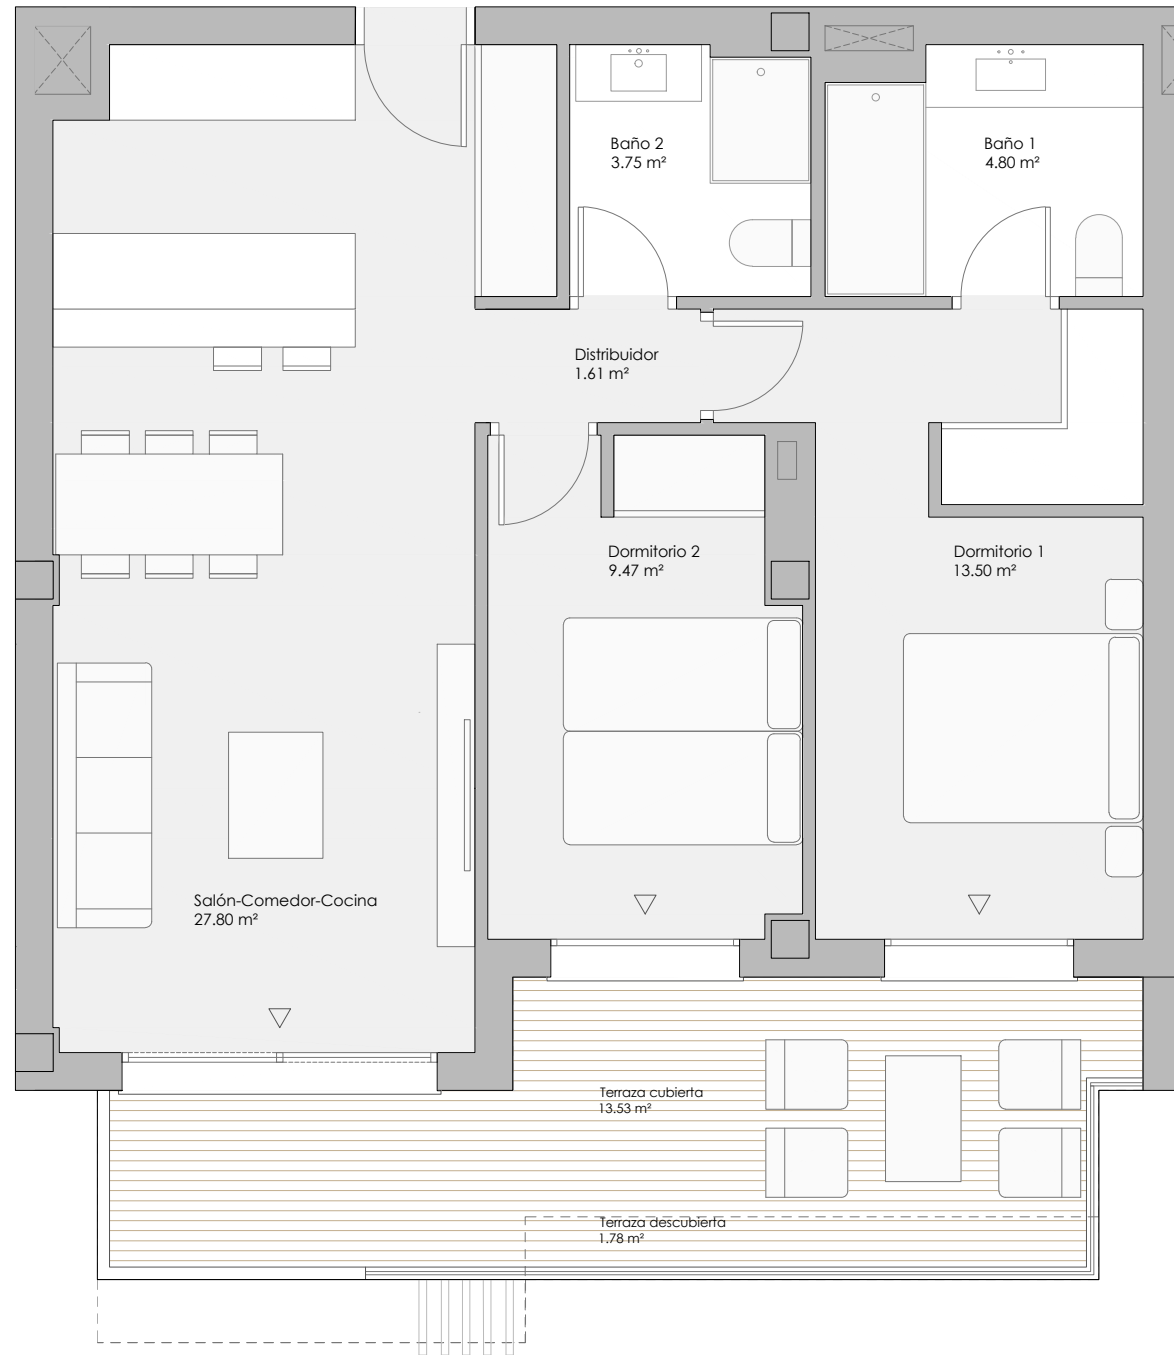 Baño 2
3.75 m²
Baño 1
4.80 m²
Distribuidor
1.61 m²
Dormitorio 2
9.47 m²
Dormitorio 1
13.50 m²
Salón-Comedor-Cocina
27.80 m²
Terraza cubierta
13.53 m²
Terraza descubierta
1.78 m²